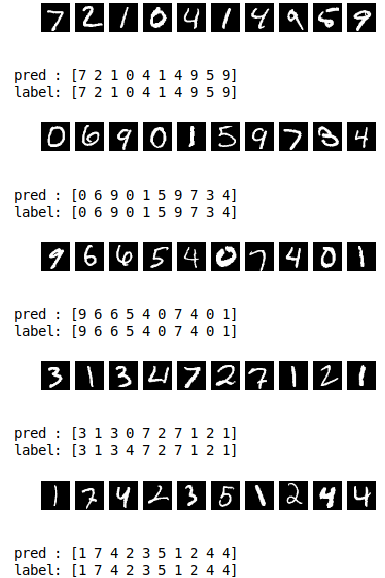 7 2 1 0 4 1 4 9 5 9
pred : [7 2 1 0 4 1 4 9 5 9]
label: [7 2 1 0 4 1 4 9 5 9]
0 6 9 0 1 5 9 7 3 4
pred : [0 6 9 0 1 5 9 7 3 4]
label: [0 6 9 0 1 5 9 7 3 4]
9 6 6 5 4 0 7 4 0 1
pred : [9 6 6 5 4 0 7 4 0 1]
label: [9 6 6 5 4 0 7 4 0 1]
3 1 3 4 7 2 7 1 2 1
pred : [3 1 3 0 7 2 7 1 2 1]
label: [3 1 3 4 7 2 7 1 2 1]
1 7 4 2 3 5 1 2 4 4
pred : [1 7 4 2 3 5 1 2 4 4]
label: [1 7 4 2 3 5 1 2 4 4]